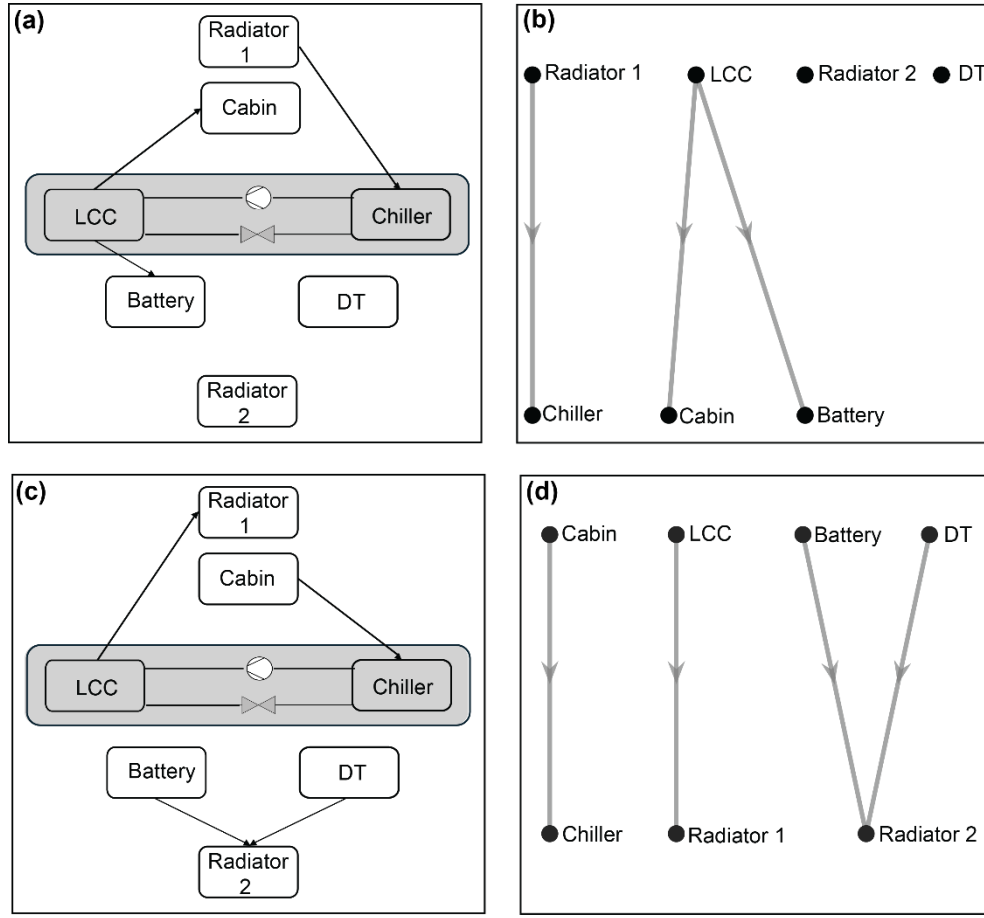 (a)
Radiator
1
Cabin
LCC
Chiller
Battery
DT
Radiator
2
(b)
Radiator 1
LCC
Radiator 2
DT
Chiller
Cabin
Battery
(c)
Radiator
1
Cabin
LCC
Chiller
Battery
DT
Radiator
2
(d)
Cabin
LCC
Battery
DT
Chiller
Radiator 1
Radiator 2